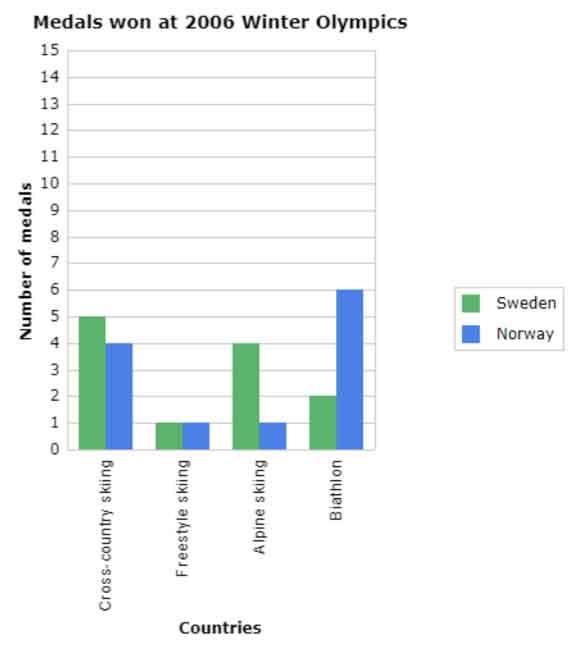 Medals won at 2006 Winter Olympics
15
14
13
12
11
10
9
8
7
6
5
4
3
2
1
0
Number of medals
Cross-country skiing
Freestyle skiing
Alpine skiing
Biathlon
Countries
Sweden
Norway